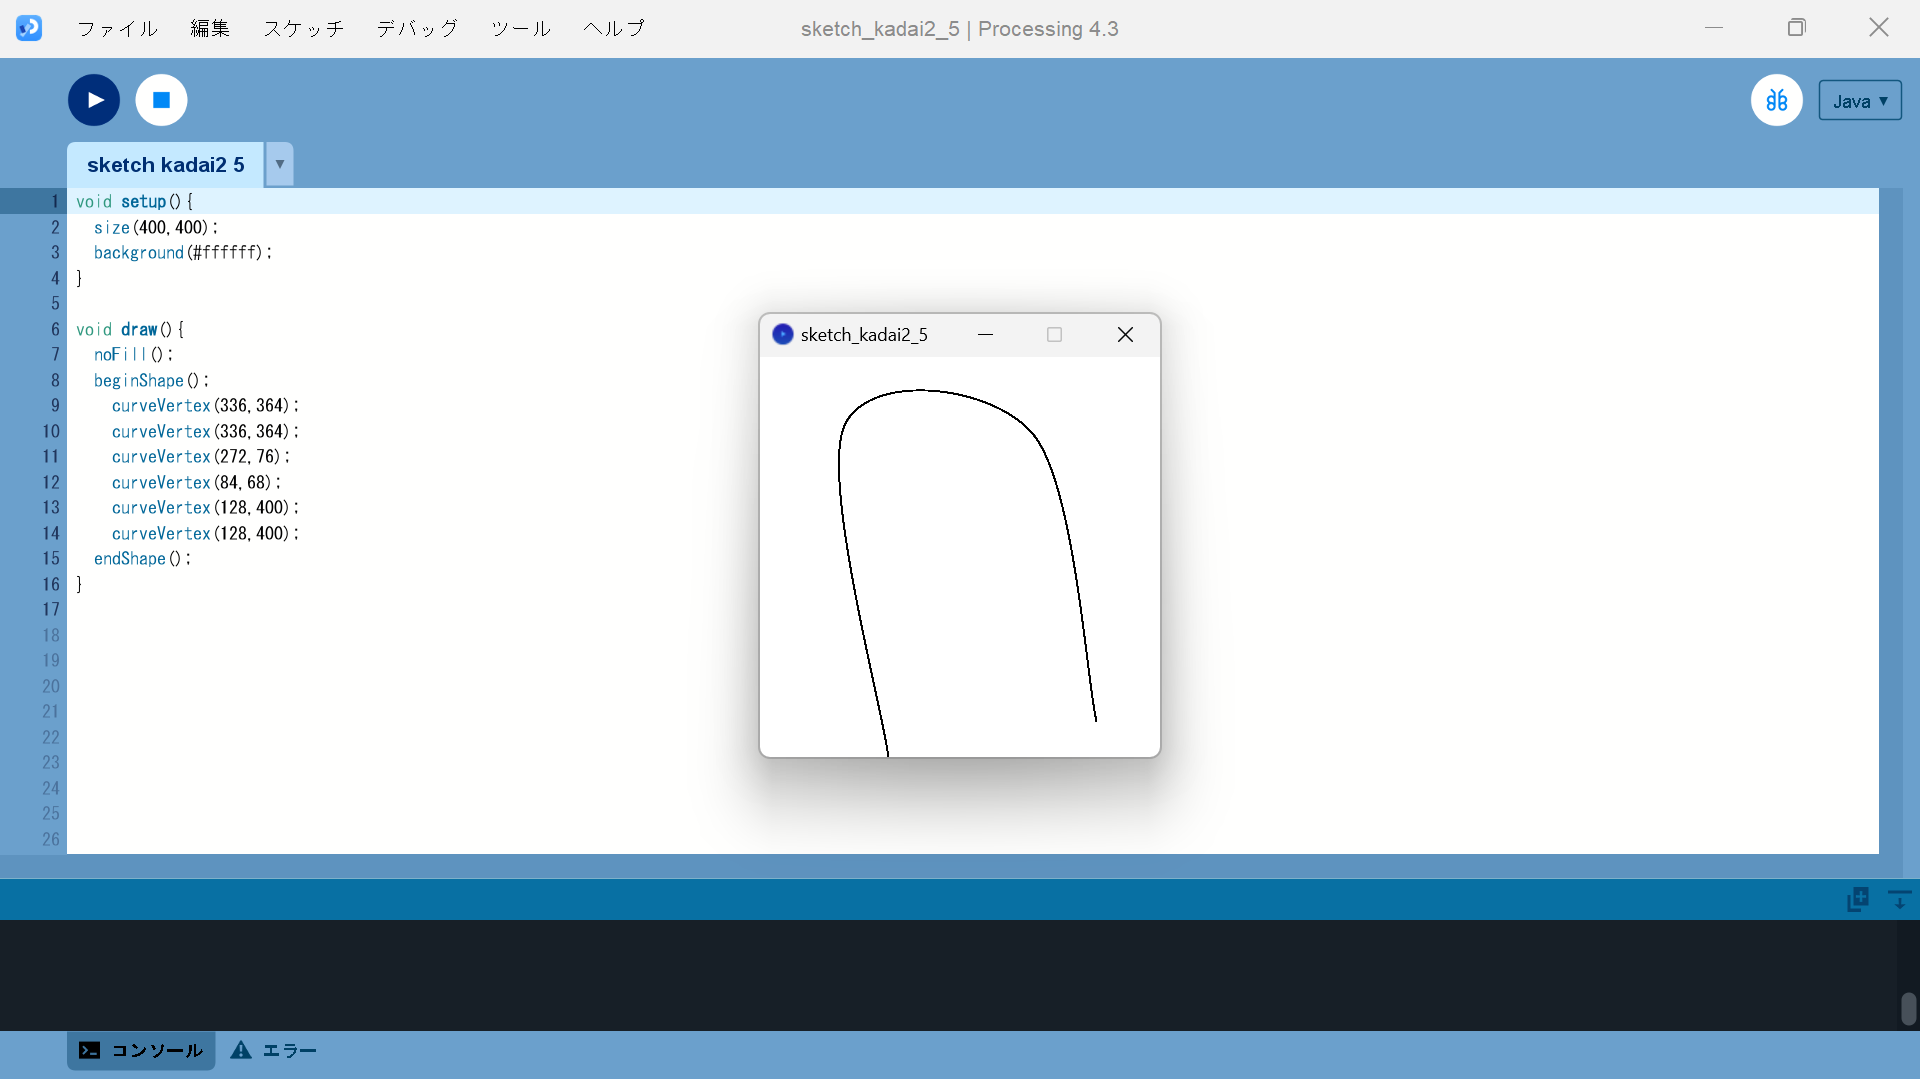 ファイル 編集 スケッチ デバッグ ツール ヘルプ sketch_kadai2_5 | Processing 4.3
Java ▼
sketch kadai2 5 ▼
1 void setup(){
2 size(400,400);
3 background(#ffffff);
4 }
5
6 void draw(){
7 noFill();
8 beginShape();
9 curveVertex(336,364);
10 curveVertex(336,364);
11 curveVertex(272,76);
12 curveVertex(84,68);
13 curveVertex(128,400);
14 curveVertex(128,400);
15 endShape();
16 }
17
18
19
20
21
22
23
24
25
26
sketch_kadai2_5
コンソール エラー